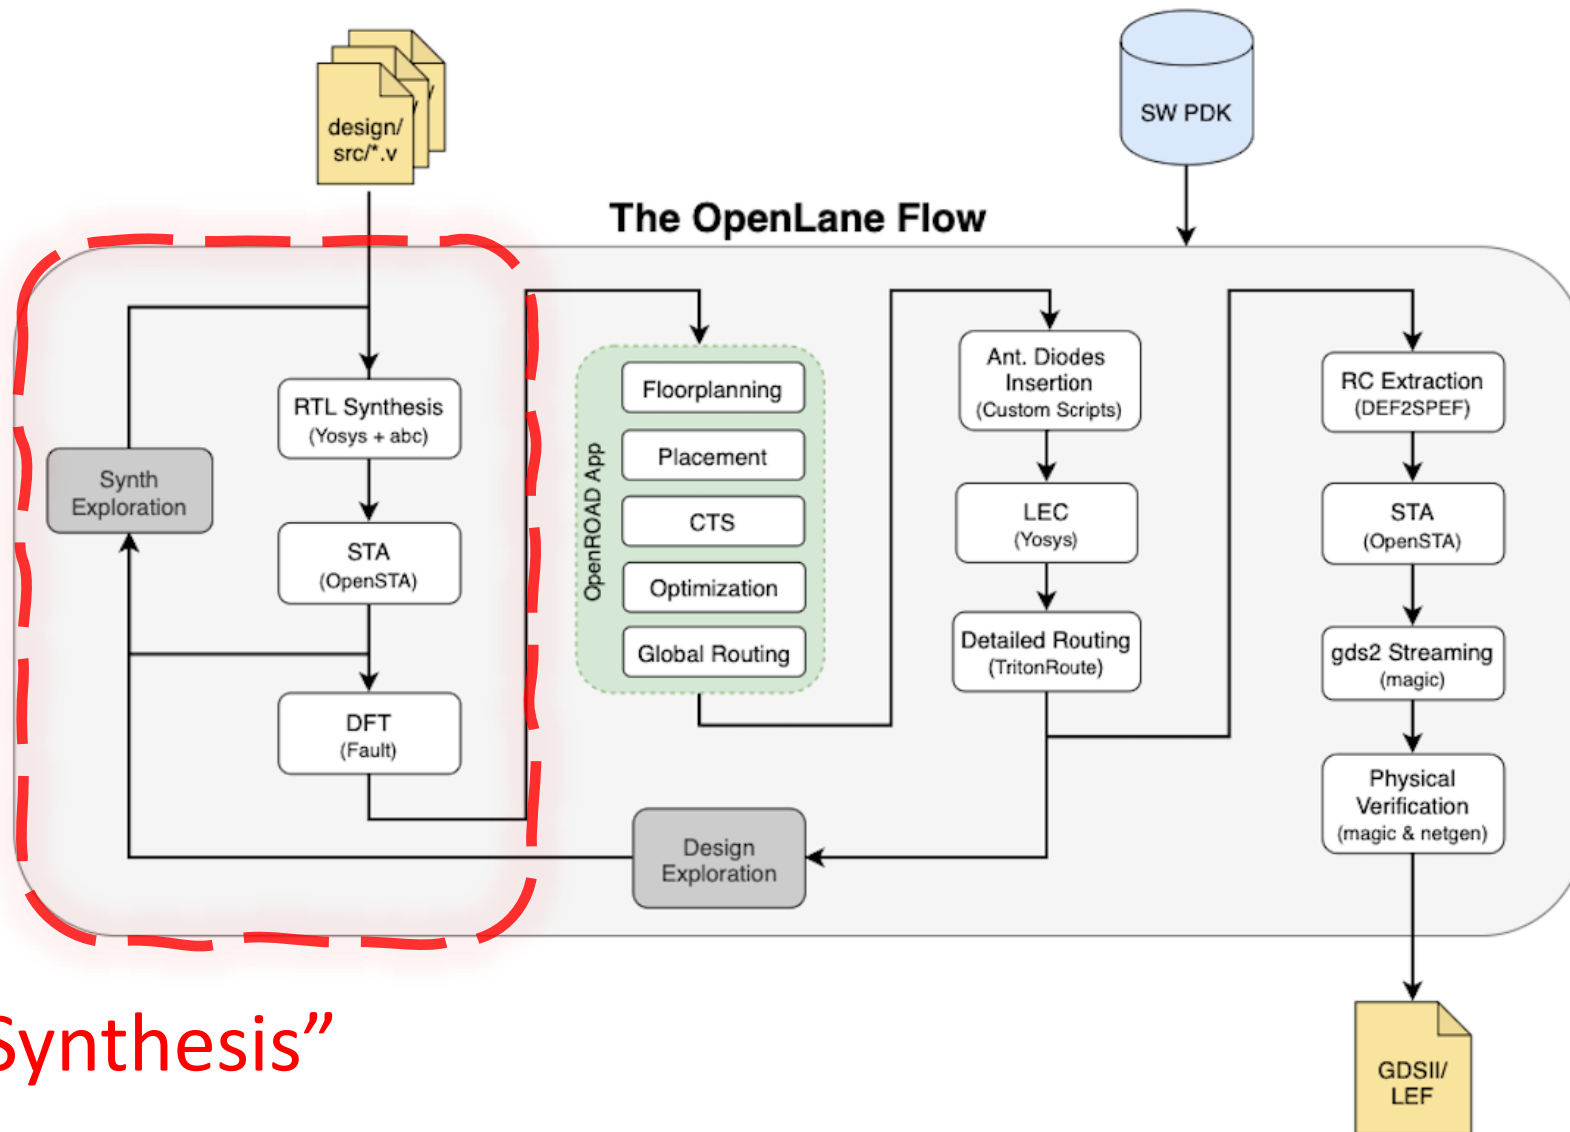 design/
src/*.v
SW PDK
The OpenLane Flow
RTL Synthesis
(Yosys + abc)
Synth
Exploration
STA
(OpenSTA)
DFT
(Fault)
OpenROAD App
Floorplanning
Placement
CTS
Optimization
Global Routing
Ant. Diodes
Insertion
(Custom Scripts)
LEC
(Yosys)
Detailed Routing
(TritonRoute)
Design
Exploration
RC Extraction
(DEF2SPEF)
STA
(OpenSTA)
gds2 Streaming
(magic)
Physical
Verification
(magic & netgen)
Synthesis”
GDSII/
LEF